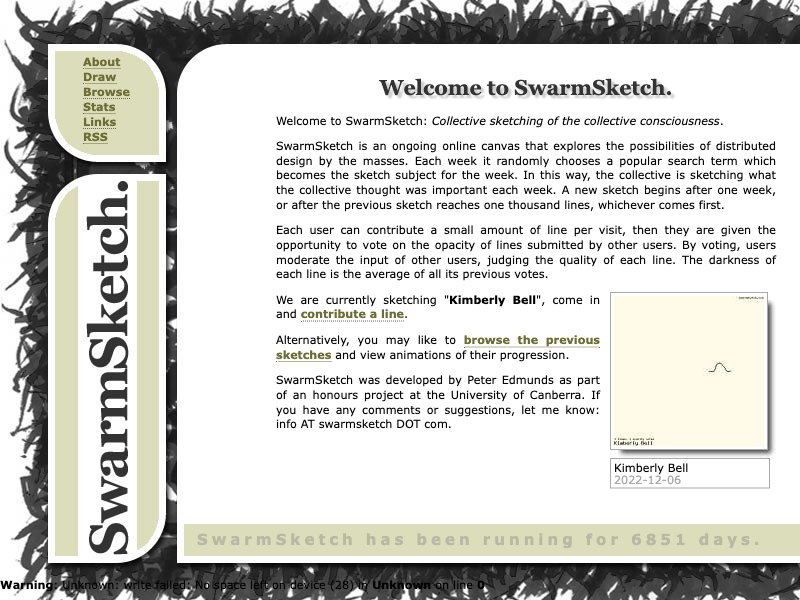 About
Draw
Browse
Stats
Links
RSS
SwarmSketch.
Welcome to SwarmSketch.
Welcome to SwarmSketch: Collective sketching of the collective consciousness.
SwarmSketch is an ongoing online canvas that explores the possibilities of distributed
design by the masses. Each week it randomly chooses a popular search term which
becomes the sketch subject for the week. In this way, the collective is sketching what
the collective thought was important each week. A new sketch begins after one week,
or after the previous sketch reaches one thousand lines, whichever comes first.
Each user can contribute a small amount of line per visit, then they are given the
opportunity to vote on the opacity of lines submitted by other users. By voting, users
moderate the input of other users, judging the quality of each line. The darkness of
each line is the average of all its previous votes.
We are currently sketching "Kimberly Bell", come in
and contribute a line.
Alternatively, you may like to browse the previous
sketches and view animations of their progression.
SwarmSketch was developed by Peter Edmunds as part
of an honours project at the University of Canberra. If
you have any comments or suggestions, let me know:
info AT swarmsketch DOT com.
Kimberly Bell
Kimberly Bell
2022-12-06
SwarmSketch has been running for 6851 days.
Warning: Unknown: write failed: No space left on device (28) in Unknown on line 0